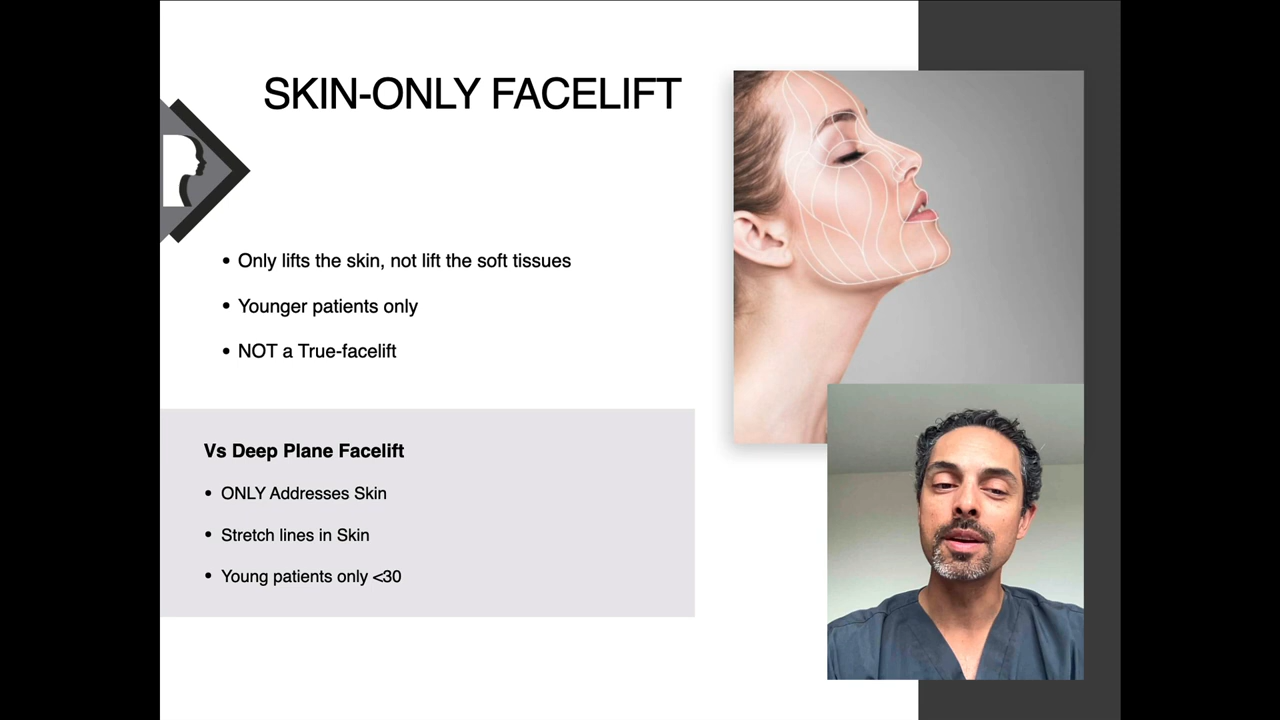 SKIN-ONLY FACELIFT
• Only lifts the skin, not lift the soft tissues
• Younger patients only
• NOT a True-facelift
Vs Deep Plane Facelift
• ONLY Addresses Skin
• Stretch lines in Skin
• Young patients only <30